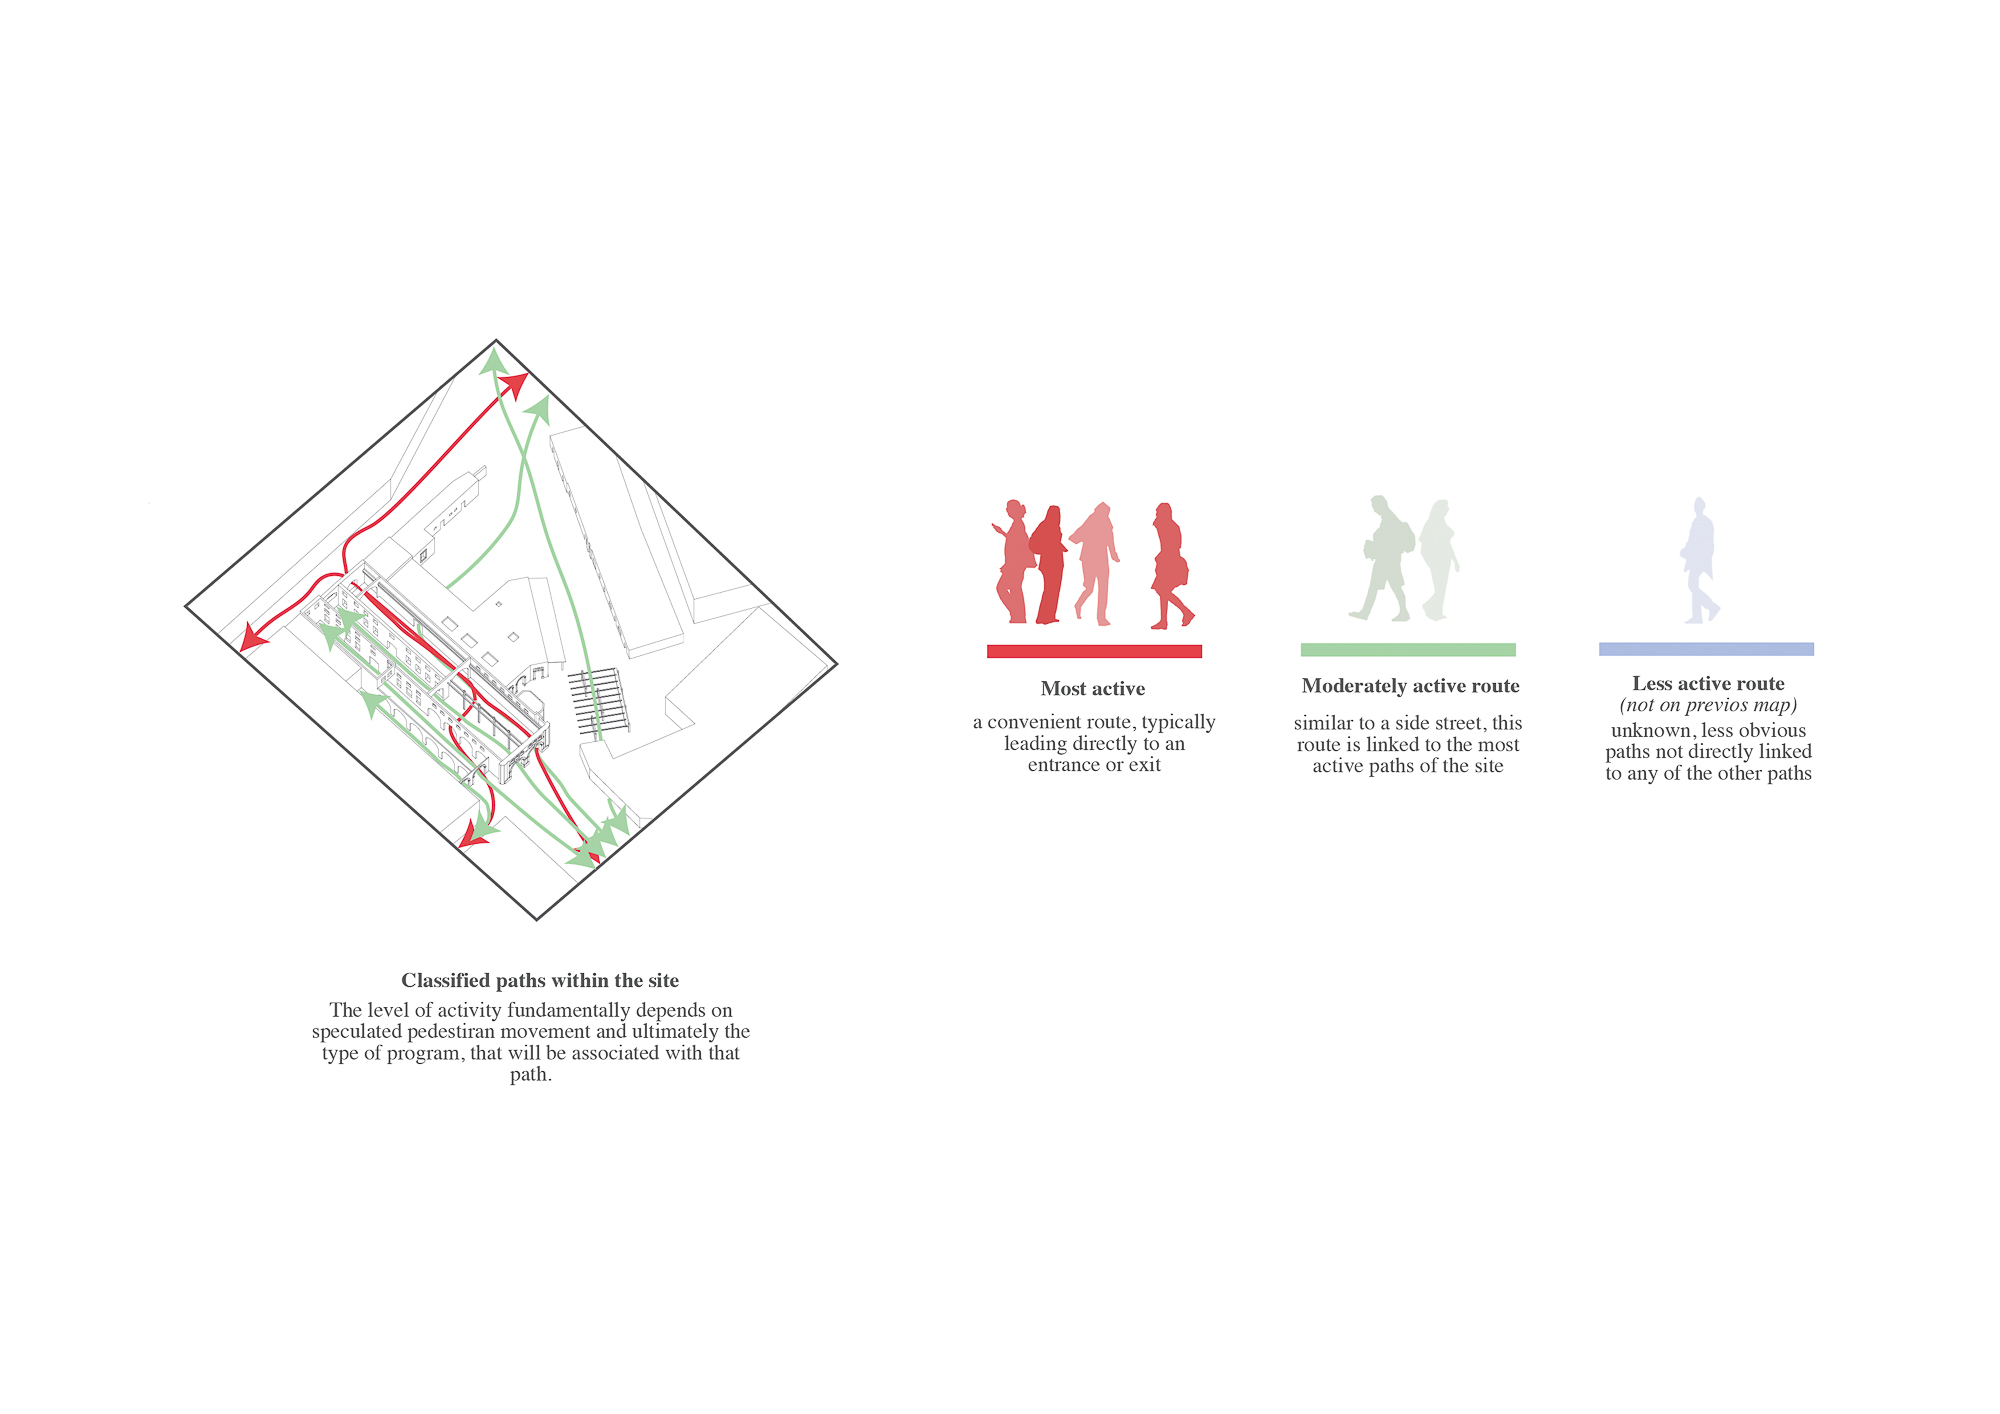 Classified paths within the site
The level of activity fundamentally depends on
speculated pedestiran movement and ultimately the
type of program, that will be associated with that
path.
Most active
a convenient route, typically
leading directly to an
entrance or exit
Moderately active route
similar to a side street, this
route is linked to the most
active paths of the site
Less active route
(not on previos map)
unknown, less obvious
paths not directly linked
to any of the other paths